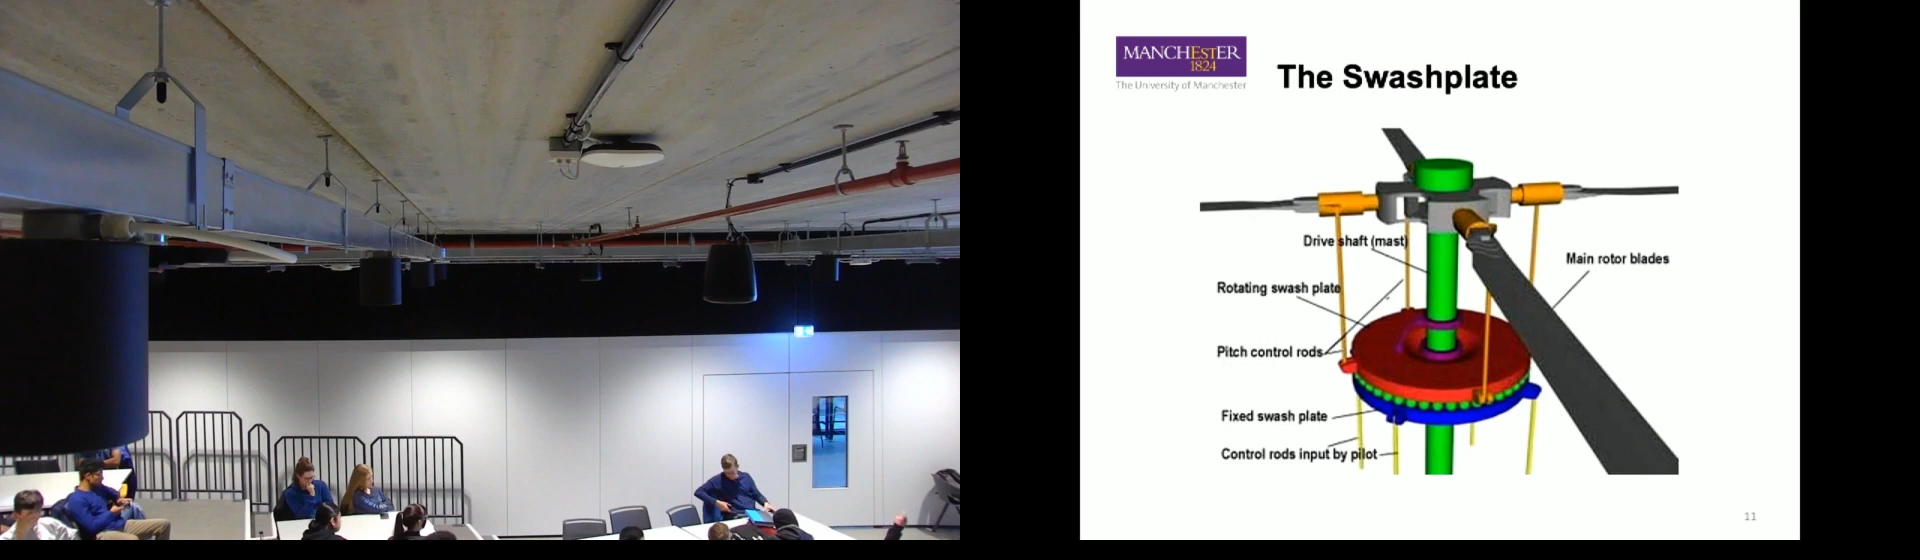 MANCHESTER
1824
The University of Manchester
The Swashplate
Drive shaft (mast)
Main rotor blades
Rotating swash plate
Pitch control rods
Fixed swash plate
Control rods input by pilot
11